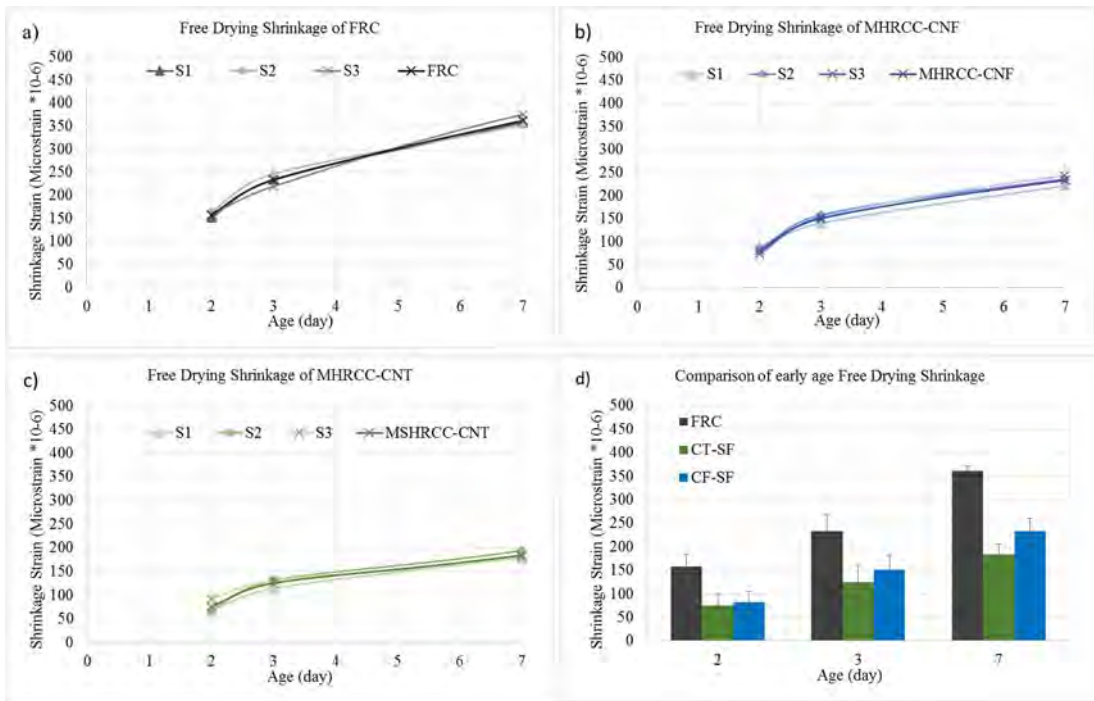 a)
Free Drying Shrinkage of FRC
500
450
400
350
300
250
200
150
100
50
0
Shrinkage Strain (Microstrain *10-6)
S1 S2 S3 FRC
0 1 2 3 4 5 6 7
Age (day)
b)
Free Drying Shrinkage of MHRCC-CNF
500
450
400
350
300
250
200
150
100
50
0
Shrinkage Strain (Microstrain *10-6)
S1 S2 S3 MHRCC-CNF
0 1 2 3 4 5 6 7
Age (day)
c)
Free Drying Shrinkage of MHRCC-CNT
500
450
400
350
300
250
200
150
100
50
0
Shrinkage Strain (Microstrain *10-6)
S1 S2 S3 MSHRCC-CNT
0 1 2 3 4 5 6 7
Age (day)
d)
Comparison of early age Free Drying Shrinkage
500
450
400
350
300
250
200
150
100
50
0
Shrinkage Strain (Microstrain *10-6)
FRC
CT-SF
CF-SF
2 3 7
Age (day)